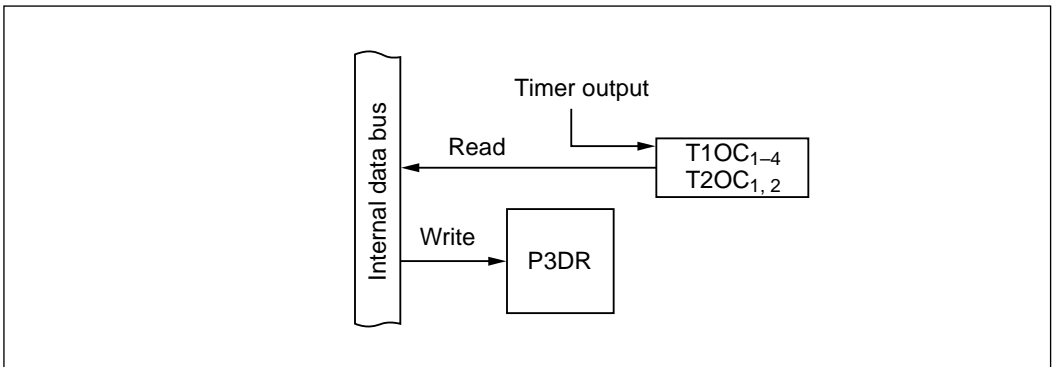 Internal data bus
Timer output
Read
T1OC1–4
T2OC1, 2
Write
P3DR